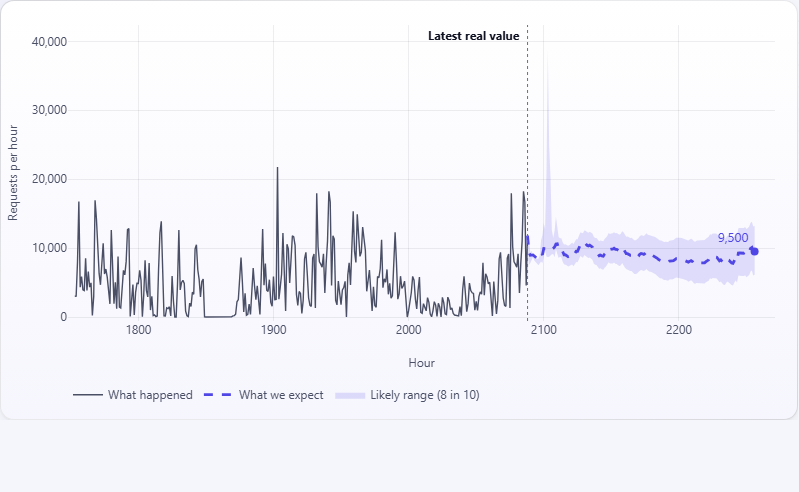 Latest real value
40,000
30,000
20,000
10,000
0
Requests per hour
9,500
1800 1900 2000 2100 2200
Hour
What happened What we expect Likely range (8 in 10)